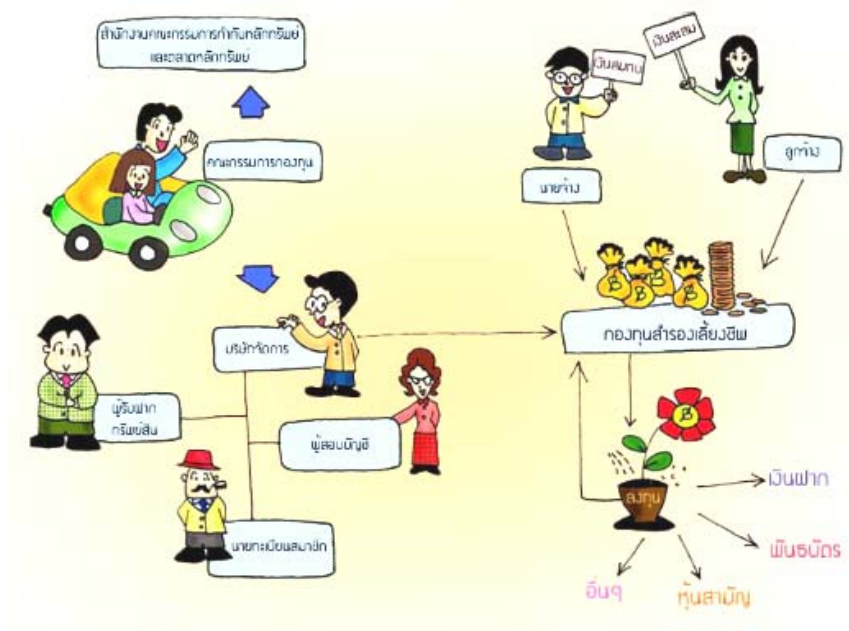 สำนักงานคณะกรรมการกำกับหลักทรัพย์
และตลาดหลักทรัพย์
เงินสมทบ
เงินสะสม
คณะกรรมการกองทุน
นายจ้าง
ลูกจ้าง
บริษัทจัดการ
กองทุนสำรองเลี้ยงชีพ
ผู้รับฝาก
ทรัพย์สิน
ผู้สอบบัญชี
นายทะเบียนสมาชิก
B
B
B
B
ลงทุน
เงินฝาก
พันธบัตร
หุ้นสามัญ
อื่นๆ